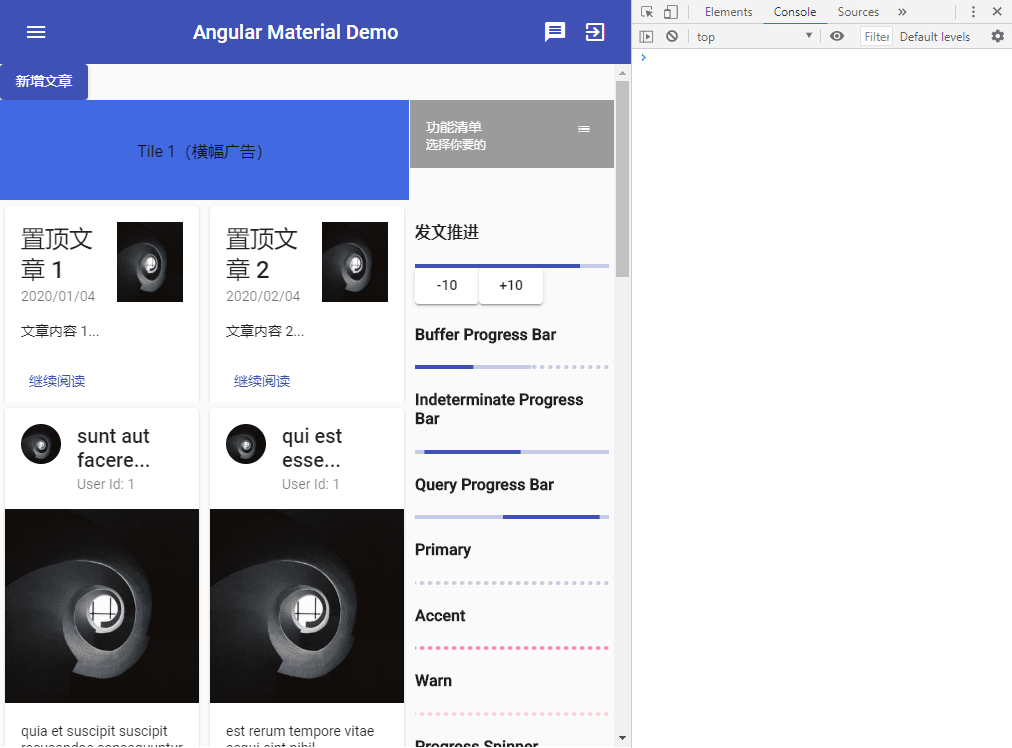 Angular Material Demo
新增文章
Tile 1（横幅广告）
功能清单
选择你要的
置顶文
章 1
2020/01/04
文章内容 1...
继续阅读
置顶文
章 2
2020/02/04
文章内容 2...
继续阅读
sunt aut
facere...
User Id: 1
quia et suscipit suscipit
recusandae consequuntur
qui est
esse...
User Id: 1
est rerum tempore vitae
sequi sint nihil
发文推进
-10
+10
Buffer Progress Bar
Indeterminate Progress
Bar
Query Progress Bar
Primary
Accent
Warn
Progress Spinner
Elements
Console
Sources
top
Filter
Default levels